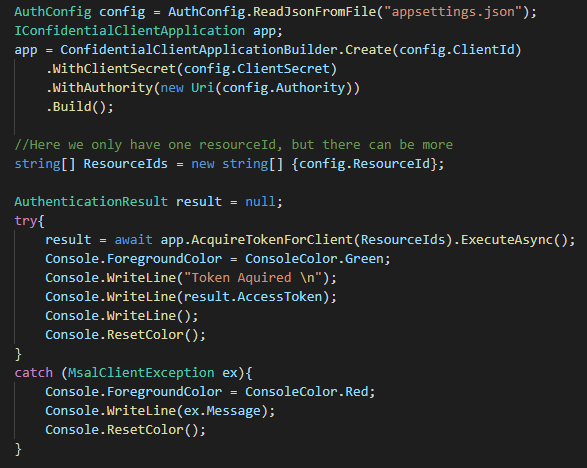 AuthConfig config = AuthConfig.ReadJsonFromFile("appsettings.json");
IConfidentialClientApplication app;
app = ConfidentialClientApplicationBuilder.Create(config.ClientId)
    .WithClientSecret(config.ClientSecret)
    .WithAuthority(new Uri(config.Authority))
    .Build();

//Here we only have one resourceId, but there can be more
string[] ResourceIds = new string[] {config.ResourceId};

AuthenticationResult result = null;
try{
    result = await app.AcquireTokenForClient(ResourceIds).ExecuteAsync();
    Console.ForegroundColor = ConsoleColor.Green;
    Console.WriteLine("Token Aquired \n");
    Console.WriteLine(result.AccessToken);
    Console.WriteLine();
    Console.ResetColor();
}
catch (MsalClientException ex){
    Console.ForegroundColor = ConsoleColor.Red;
    Console.WriteLine(ex.Message);
    Console.ResetColor();
}